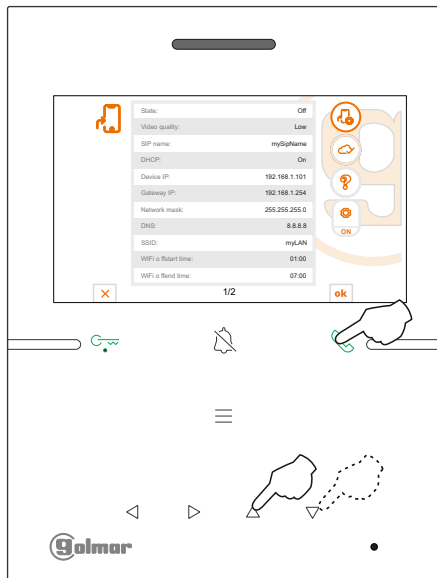 State: Off
Video quality: Low
SIP name: mySipName
DHCP: On
Device IP: 192.168.1.101
Gateway IP: 192.168.1.254
Network mask: 255.255.255.0
DNS: 8.8.8.8
SSID: myLAN
WiFi o ffstart time: 01:00
WiFi o ffend time: 07:00
ON
1/2
ok
golmar